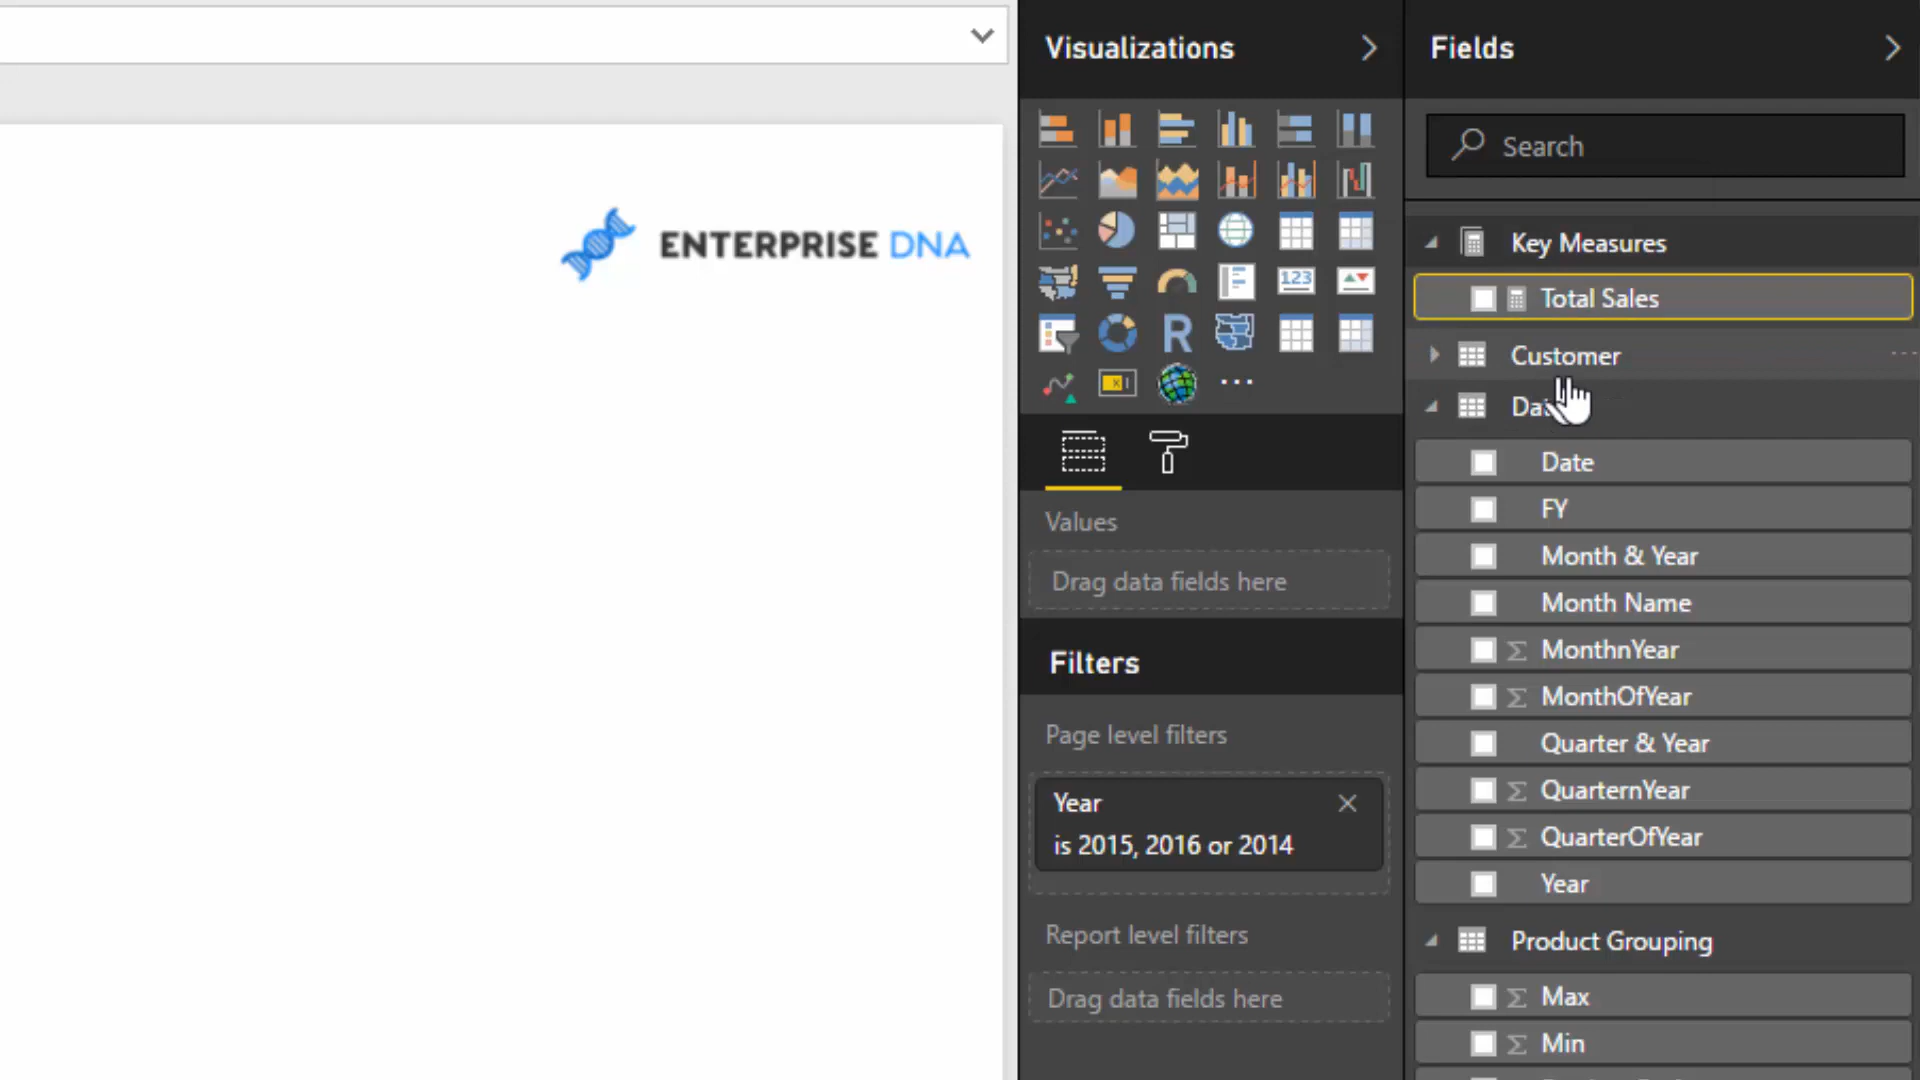 Visualizations
Fields
Search
ENTERPRISE DNA
Key Measures
Total Sales
Customer
Date
FY
Month & Year
Month Name
MonthnYear
MonthOfYear
Quarter & Year
QuarternYear
QuarterOfYear
Year
Product Grouping
Max
Min
123
R
Values
Drag data fields here
Filters
Page level filters
Year
is 2015, 2016 or 2014
Report level filters
Drag data fields here